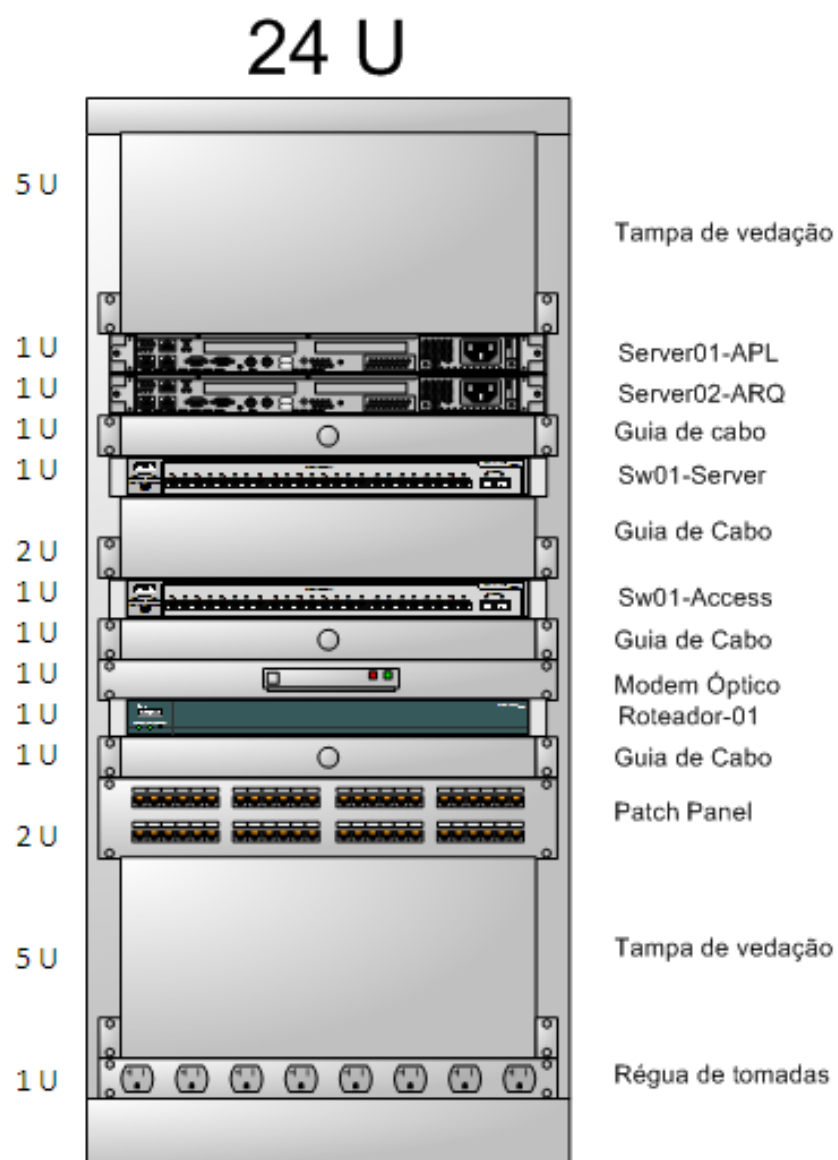 24 U
5 U
Tampa de vedação
1 U
Server01-APL
1 U
Server02-ARQ
1 U
Guia de cabo
1 U
Sw01-Server
Guia de Cabo
2 U
1 U
Sw01-Access
1 U
Guia de Cabo
1 U
Modem Óptico
1 U
Roteador-01
1 U
Guia de Cabo
Patch Panel
2 U
Tampa de vedação
5 U
Régua de tomadas
1 U